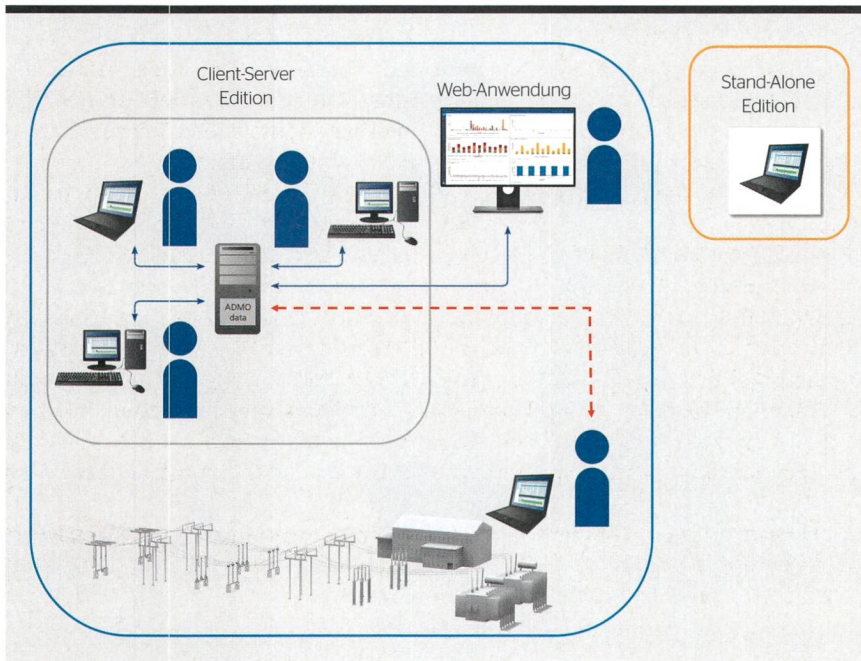 Client-Server
Edition
Web-Anwendung
Stand-Alone
Edition
ADMO
data